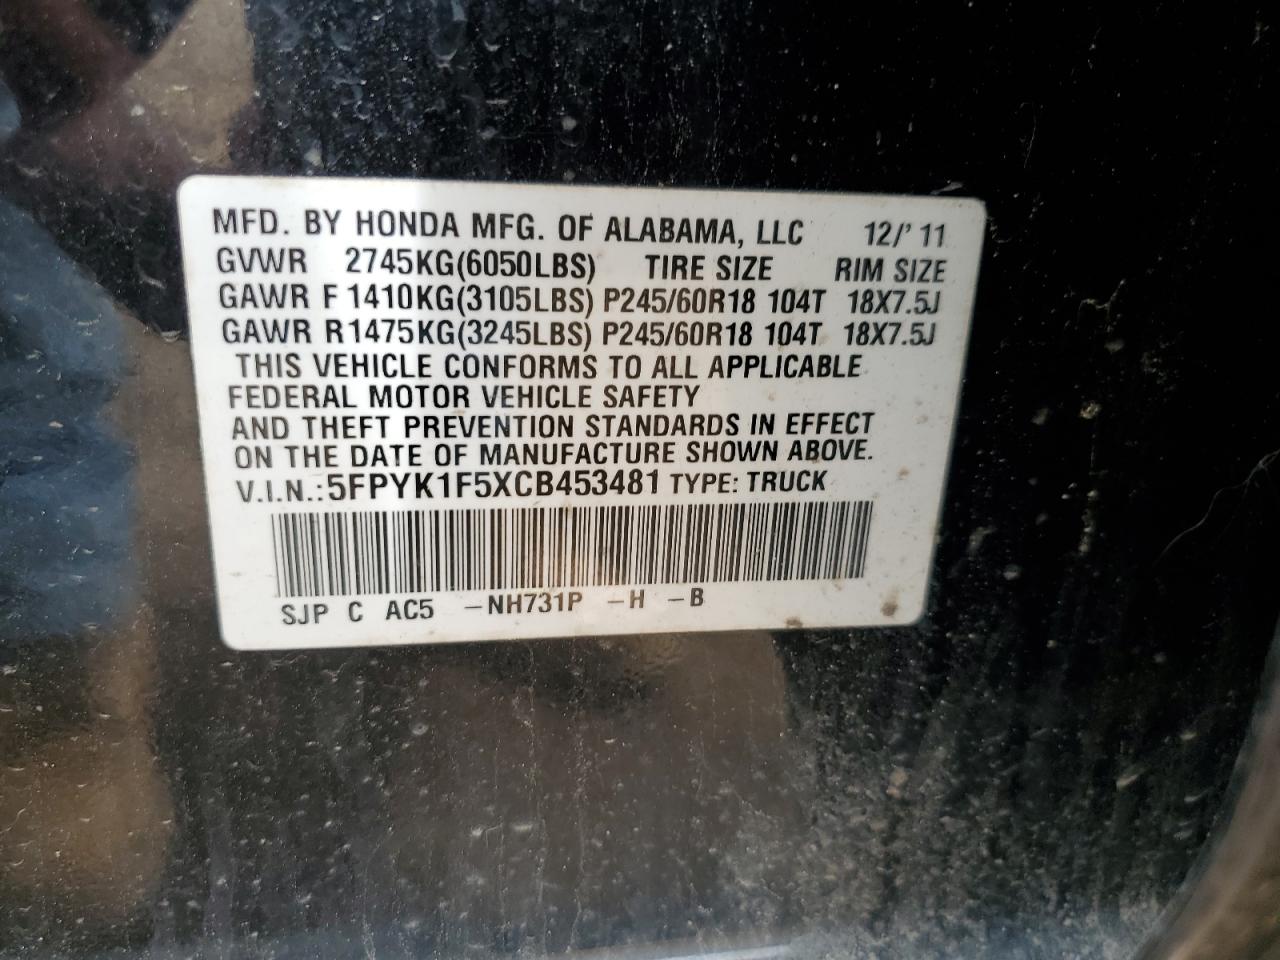 MFD. BY HONDA MFG. OF ALABAMA, LLC 12/'11
GVWR 2745KG(6050LBS) TIRE SIZE RIM SIZE
GAWR F 1410KG(3105LBS) P245/60R18 104T 18X7.5J
GAWR R 1475KG(3245LBS) P245/60R18 104T 18X7.5J
THIS VEHICLE CONFORMS TO ALL APPLICABLE
FEDERAL MOTOR VEHICLE SAFETY
AND THEFT PREVENTION STANDARDS IN EFFECT
ON THE DATE OF MANUFACTURE SHOWN ABOVE.
V.I.N.:5FPYK1F5XCB453481 TYPE: TRUCK
SJP C AC5 -NH731P -H -B